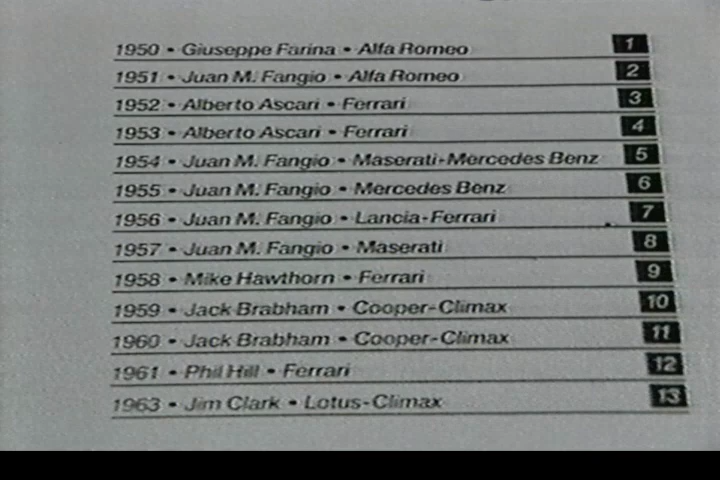 1950 • Giuseppe Farina • Alfa Romeo 1
1951 • Juan M. Fangio • Alfa Romeo 2
1952 • Alberto Ascari • Ferrari 3
1953 • Alberto Ascari • Ferrari 4
1954 • Juan M. Fangio • Maserati-Mercedes Benz 5
1955 • Juan M. Fangio • Mercedes Benz 6
1956 • Juan M. Fangio • Lancia-Ferrari 7
1957 • Juan M. Fangio • Maserati 8
1958 • Mike Hawthorn • Ferrari 9
1959 • Jack Brabham • Cooper-Climax 10
1960 • Jack Brabham • Cooper-Climax 11
1961 • Phil Hill • Ferrari 12
1963 • Jim Clark • Lotus-Climax 13